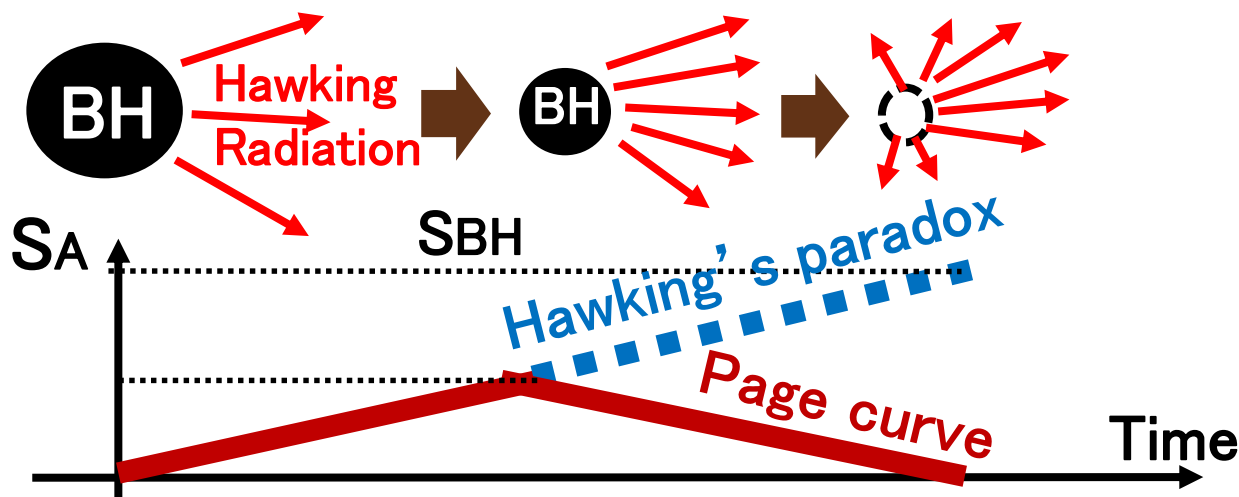 BH
Hawking
Radiation
BH
SA
SBH
Hawking's paradox
Page curve
Time